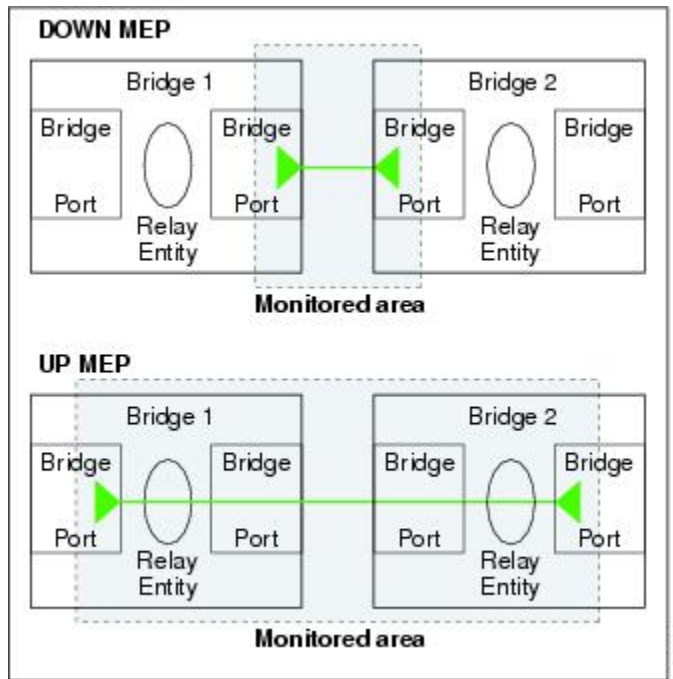 DOWN MEP
Bridge 1
Bridge 2
Bridge
Bridge
Bridge
Bridge
Port
Port
Port
Port
Relay
Entity
Relay
Entity
Monitored area
UP MEP
Bridge 1
Bridge 2
Bridge
Bridge
Bridge
Bridge
Port
Port
Port
Port
Relay
Entity
Relay
Entity
Monitored area